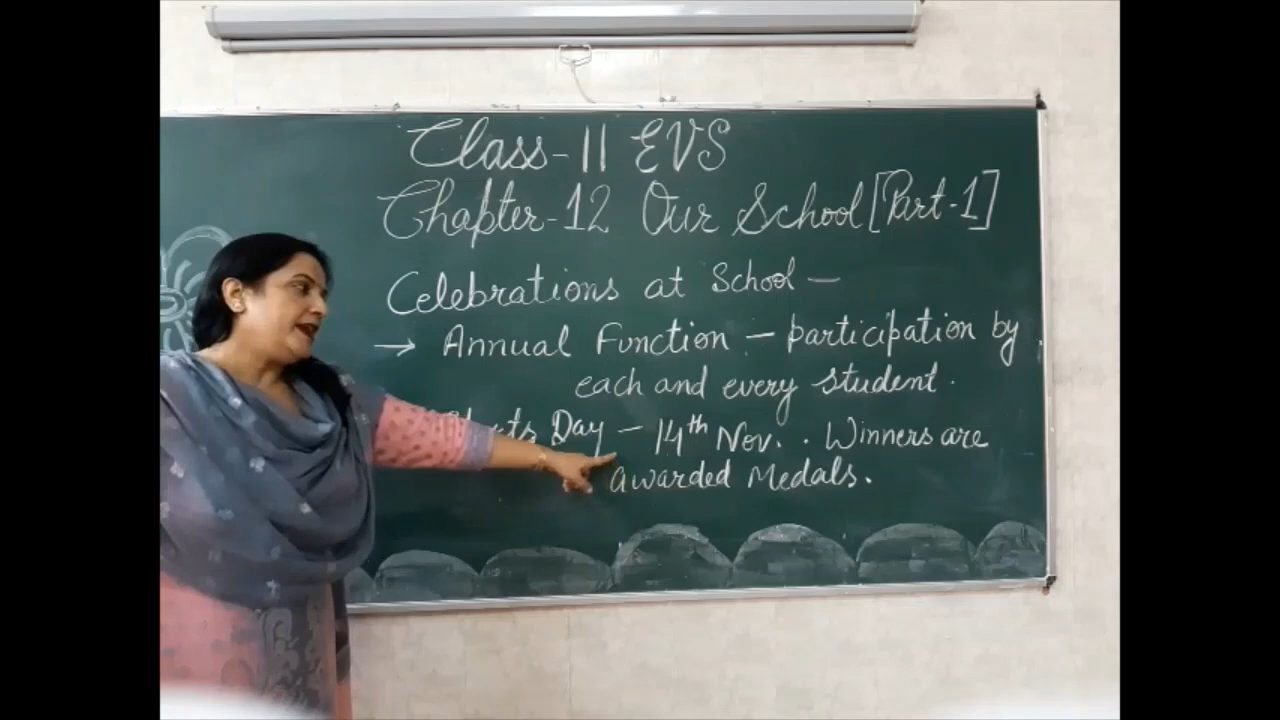 Class-II EVS
Chapter-12 Our School [Part-1]
Celebrations at School –
→ Annual Function – participation by
each and every student.
Day – 14th Nov. . Winners are
awarded Medals.